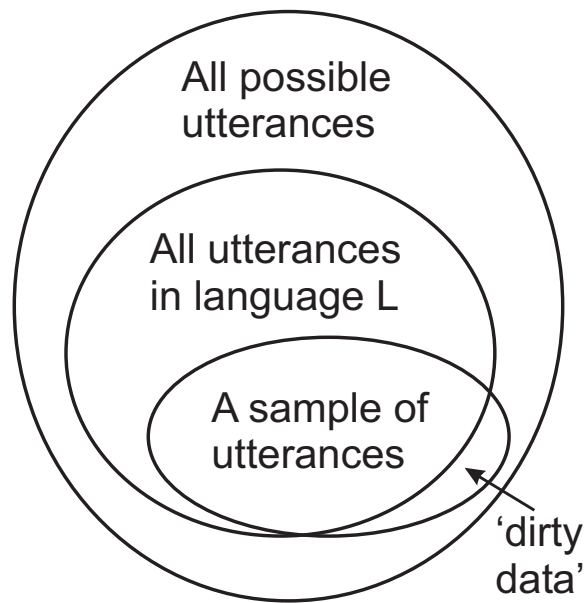 All possible
utterances
All utterances
in language L
A sample of
utterances
‘dirty
data’